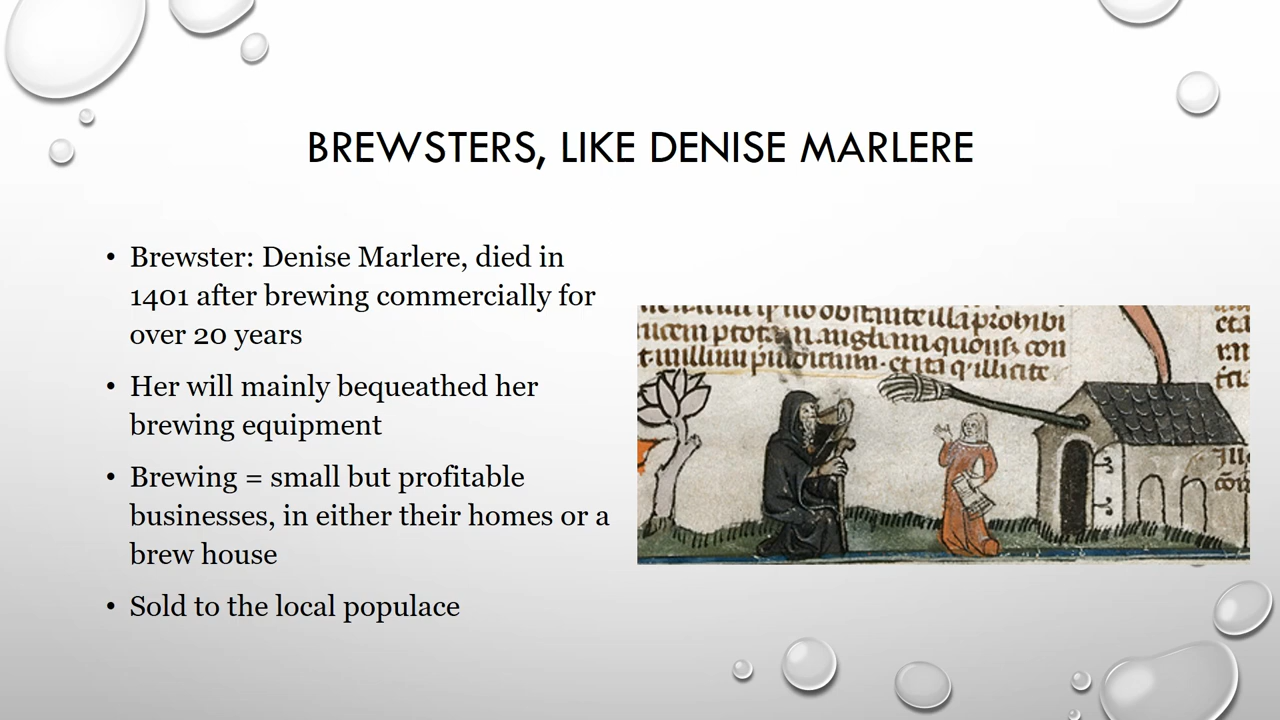 BREWSTERS, LIKE DENISE MARLERE
• Brewster: Denise Marlere, died in
1401 after brewing commercially for
over 20 years
• Her will mainly bequeathed her
brewing equipment
• Brewing = small but profitable
businesses, in either their homes or a
brew house
• Sold to the local populace